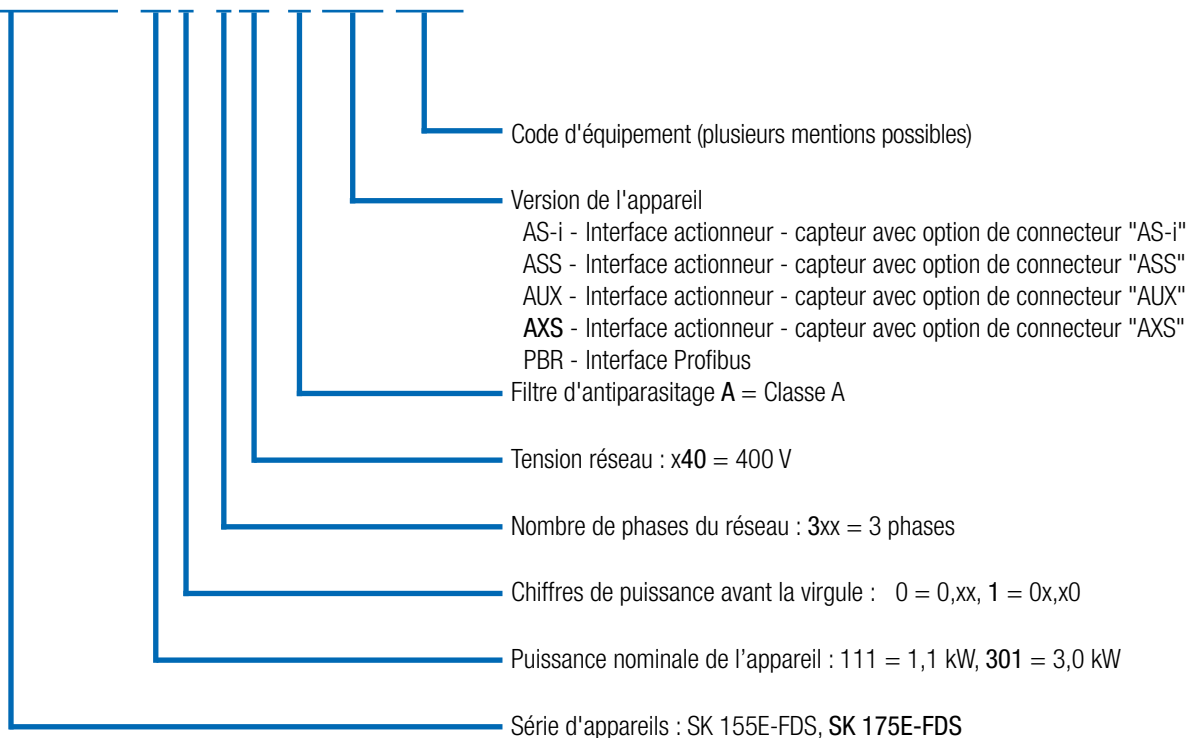 Code d'équipement (plusieurs mentions possibles)
Version de l'appareil
AS-i - Interface actionneur - capteur avec option de connecteur "AS-i"
ASS - Interface actionneur - capteur avec option de connecteur "ASS"
AUX - Interface actionneur - capteur avec option de connecteur "AUX"
AXS - Interface actionneur - capteur avec option de connecteur "AXS"
PBR - Interface Profibus
Filtre d'antiparasitage A = Classe A
Tension réseau : x40 = 400 V
Nombre de phases du réseau : 3xx = 3 phases
Chiffres de puissance avant la virgule : 0 = 0,xx, 1 = 0x,x0
Puissance nominale de l’appareil : 111 = 1,1 kW, 301 = 3,0 kW
Série d'appareils : SK 155E-FDS, SK 175E-FDS